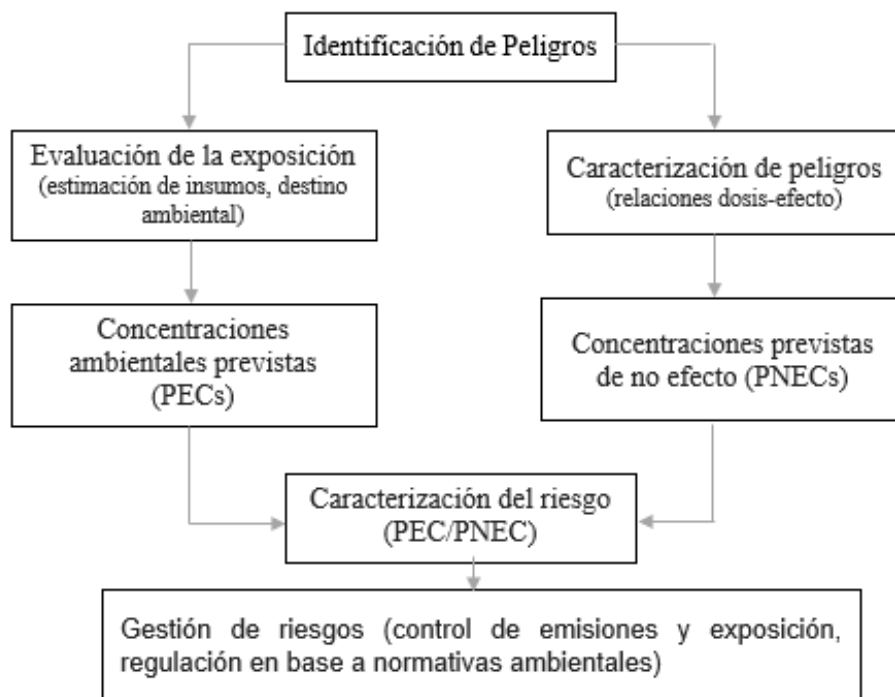 Identificación de Peligros
Evaluación de la exposición
(estimación de insumos, destino
ambiental)
Caracterización de peligros
(relaciones dosis-efecto)
Concentraciones
ambientales previstas
(PECs)
Concentraciones previstas
de no efecto (PNECs)
Caracterización del riesgo
(PEC/PNEC)
Gestión de riesgos (control de emisiones y exposición,
regulación en base a normativas ambientales)